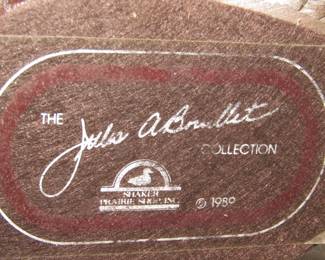 THE
Jules A Bouillet
COLLECTION
SHAKER
PRAIRIE SHOP, INC.
© 1989